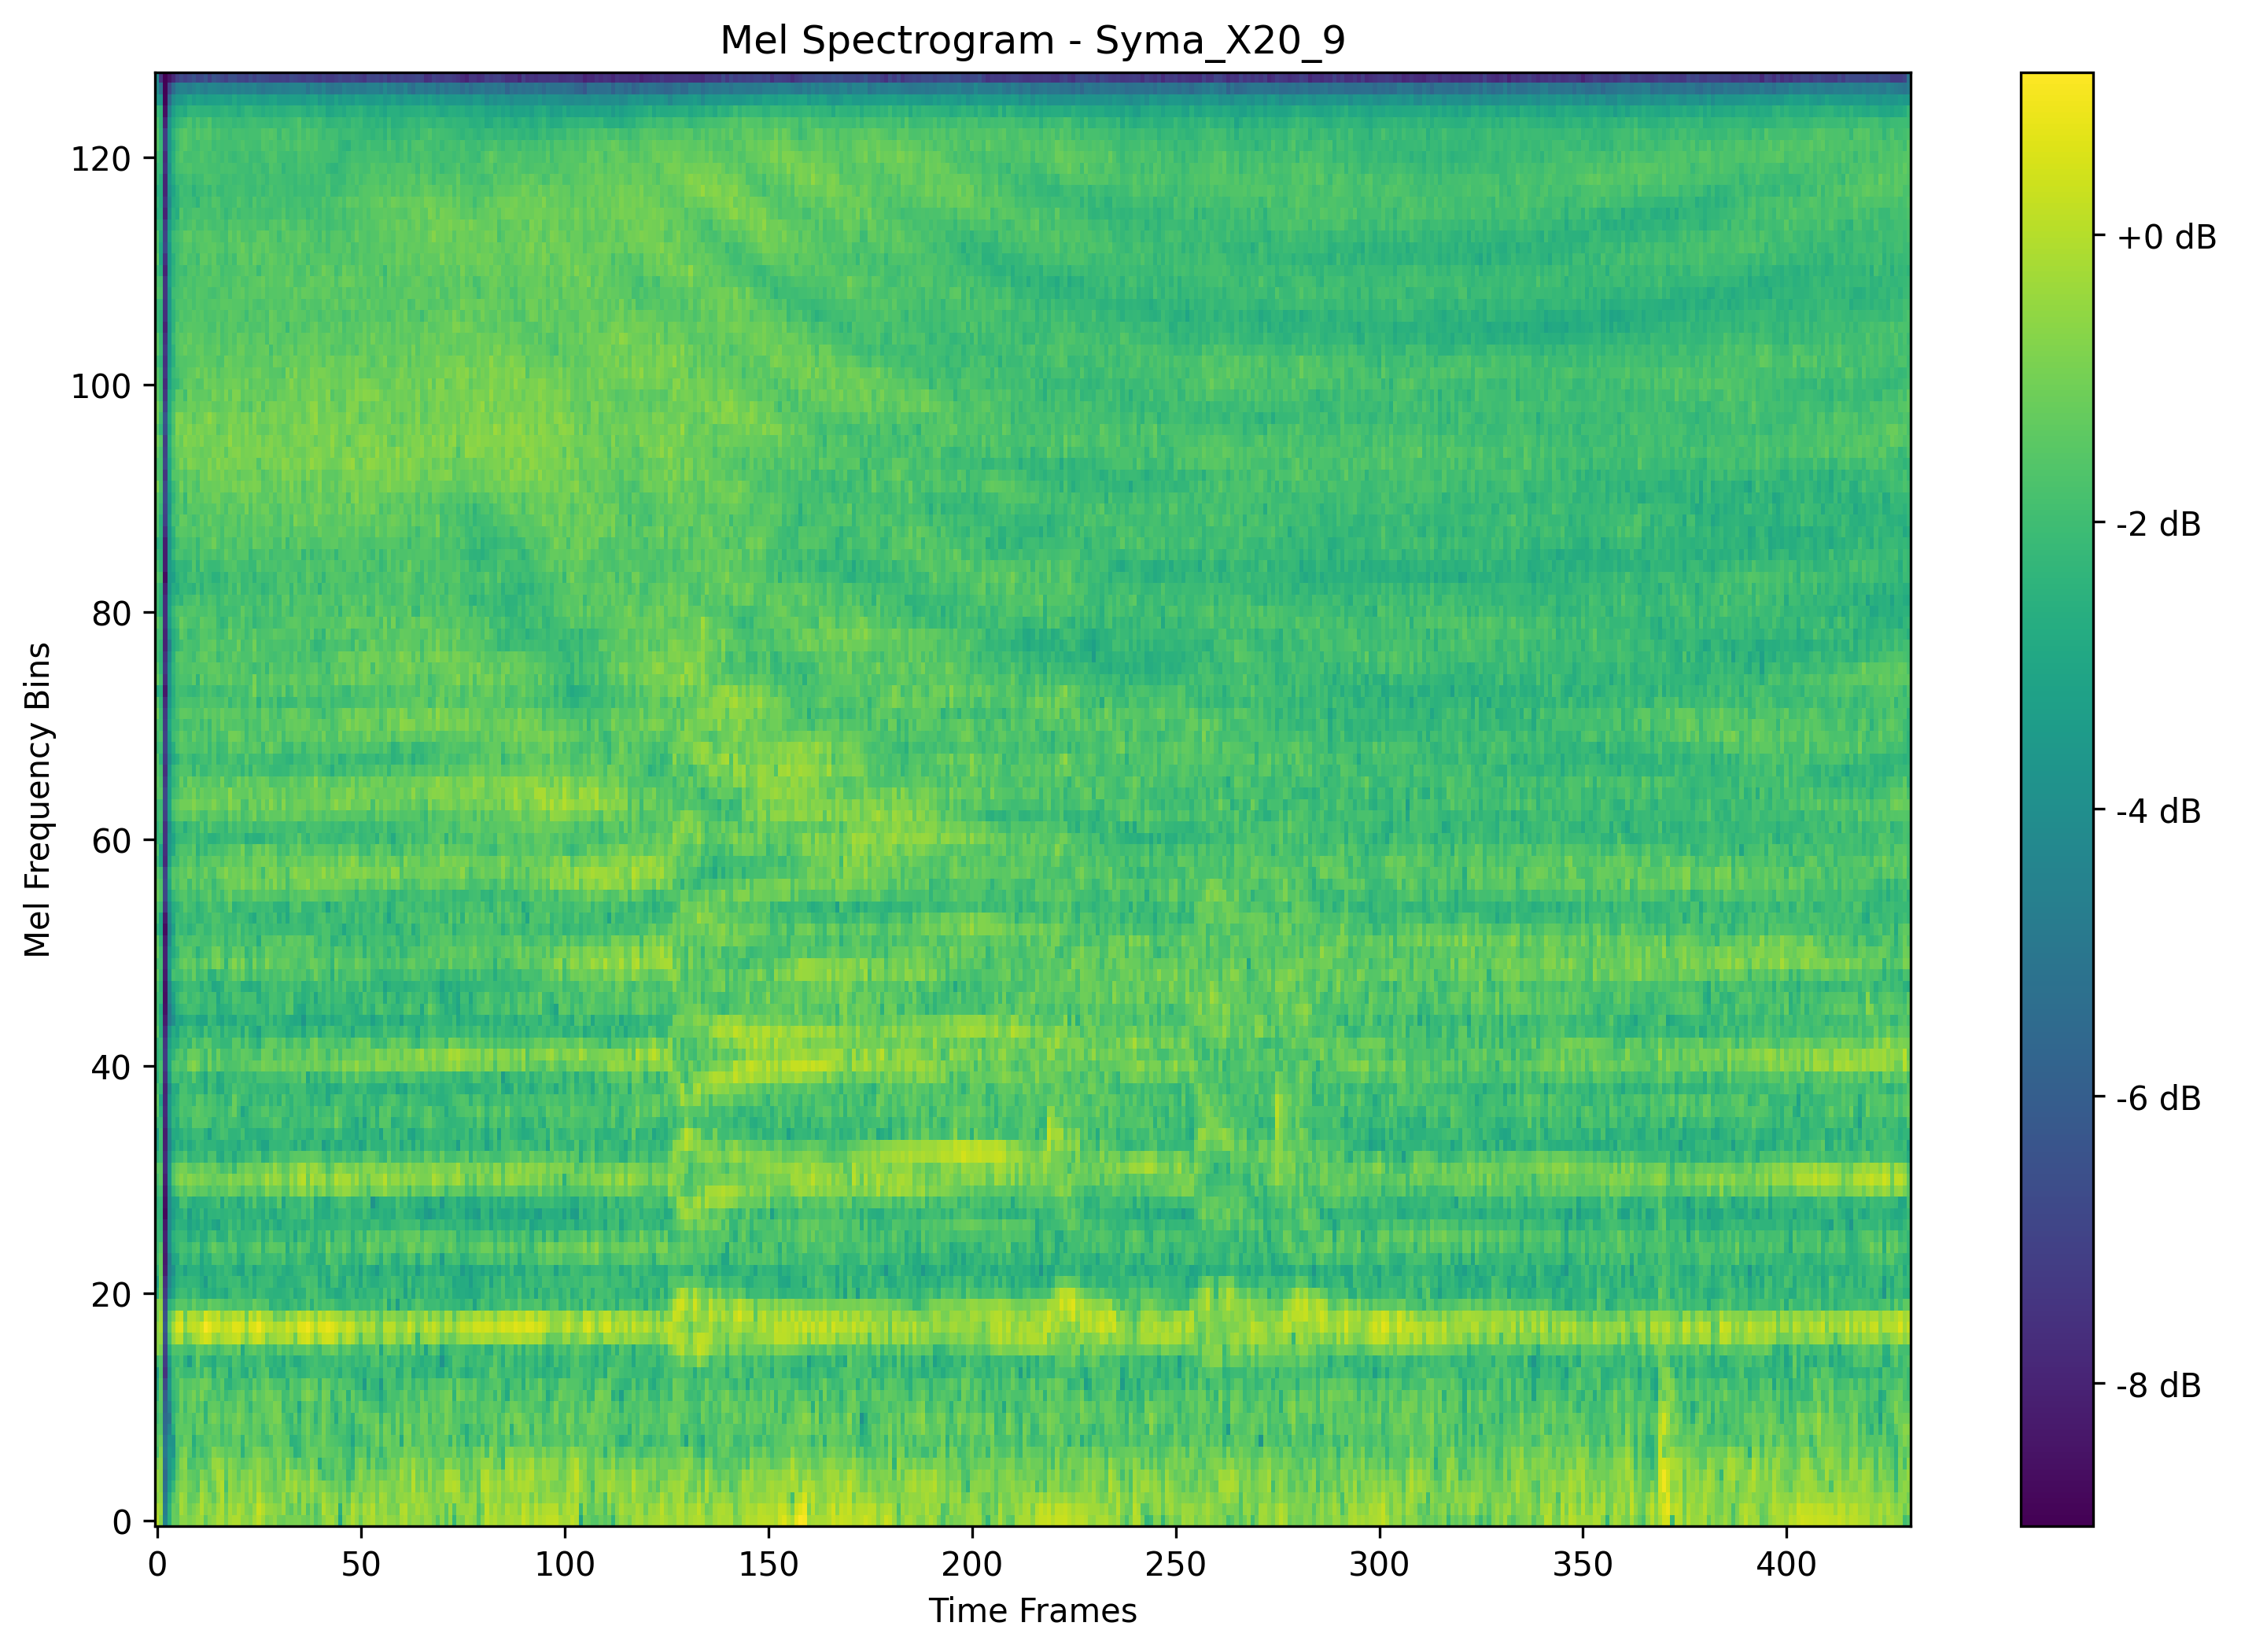 Mel Spectrogram - Syma_X20_9
Mel Frequency Bins
120
100
80
60
40
20
0
0 50 100 150 200 250 300 350 400
Time Frames
+0 dB
-2 dB
-4 dB
-6 dB
-8 dB